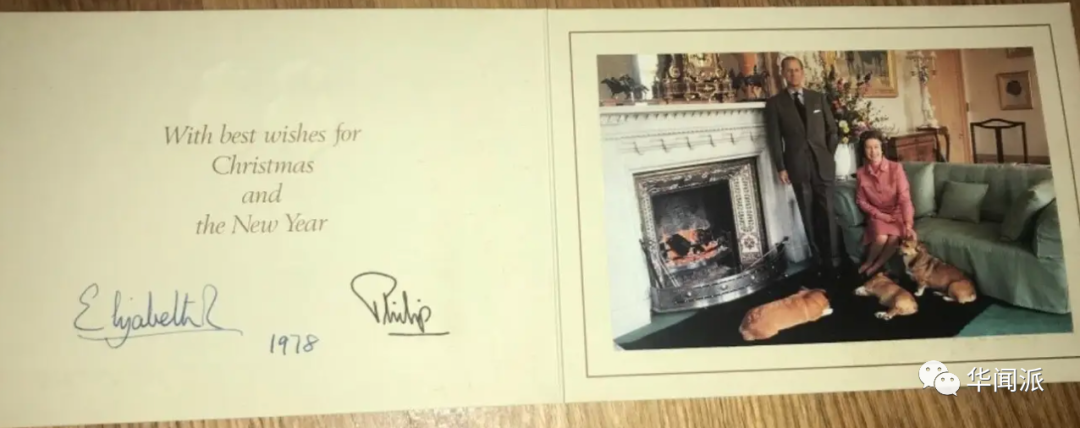 With best wishes for
Christmas
and
the New Year
Elizabeth R
Philip
1978
华闻派